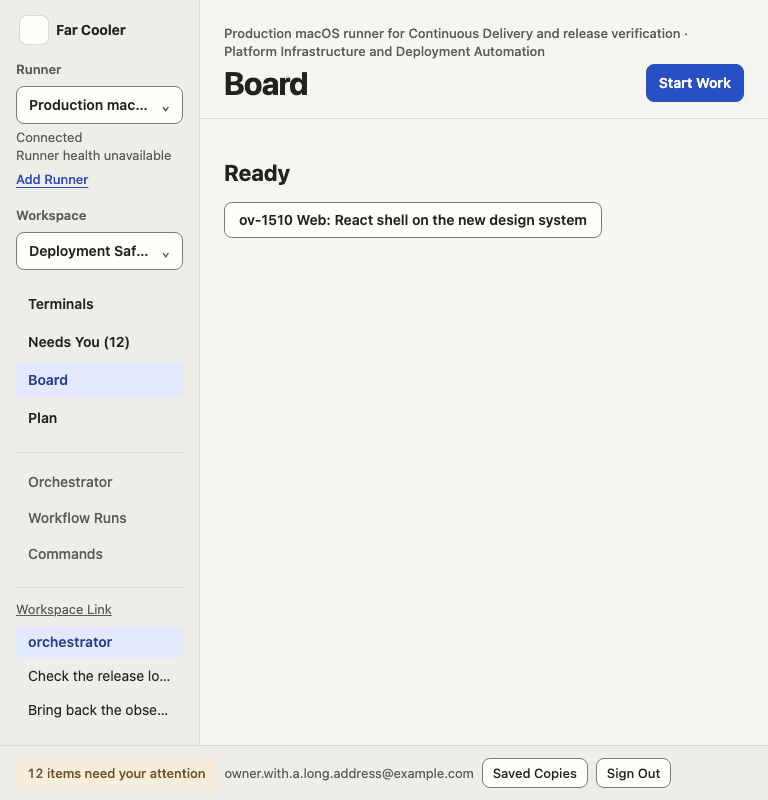 Far Cooler
Runner
Production mac...
Connected
Runner health unavailable
Add Runner
Workspace
Deployment Saf...
Terminals
Needs You (12)
Board
Plan
Orchestrator
Workflow Runs
Commands
Workspace Link
orchestrator
Check the release lo...
Bring back the obse...
Production macOS runner for Continuous Delivery and release verification ·
Platform Infrastructure and Deployment Automation
Board
Start Work
Ready
ov-1510 Web: React shell on the new design system
12 items need your attention
owner.with.a.long.address@example.com
Saved Copies
Sign Out